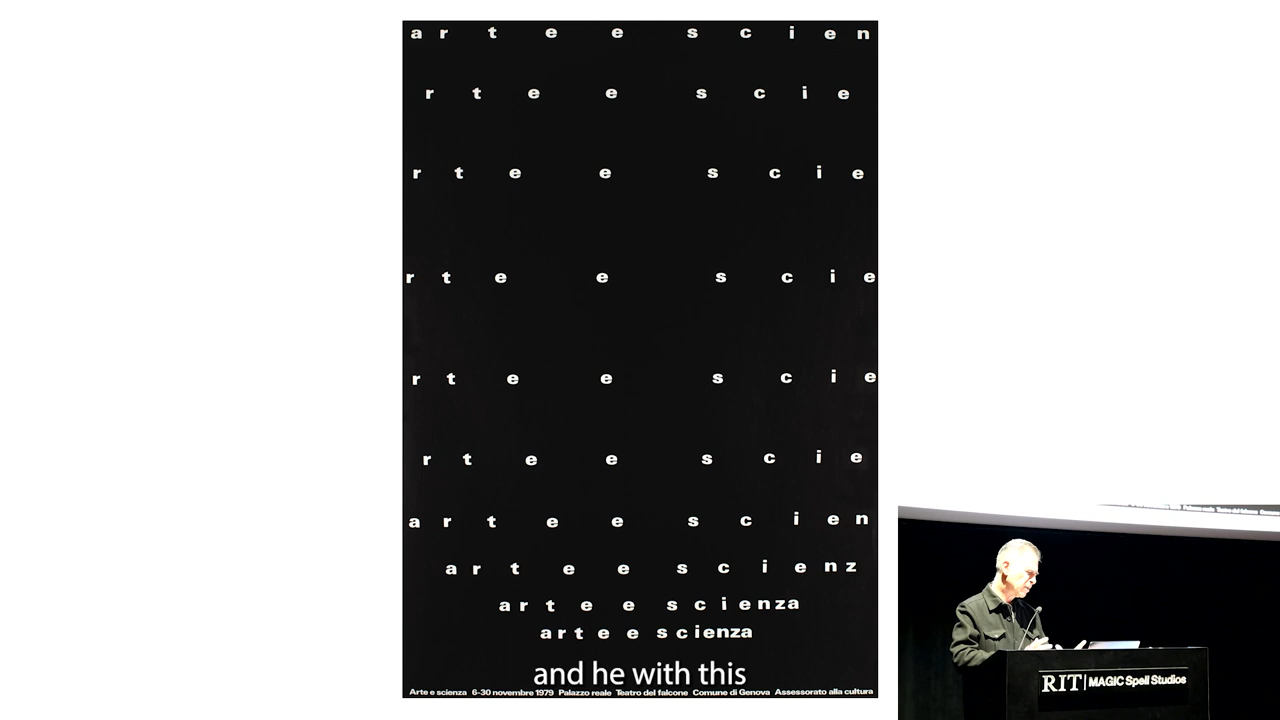 a r t e e s c i e n
r t e e s c i e
r t e e s c i e
r t e e s c i e
r t e e s c i e
r t e e s c i e
a r t e e s c i e n
a r t e e s c i e n z
a r t e e s c i e n z a
a r t e e s c i e n z a
and he with this
Arte e scienza 6-30 novembre 1979 Palazzo reale Teatro del falcone Comune di Genova Assessorato alla cultura
RIT | MAGIC Spell Studios